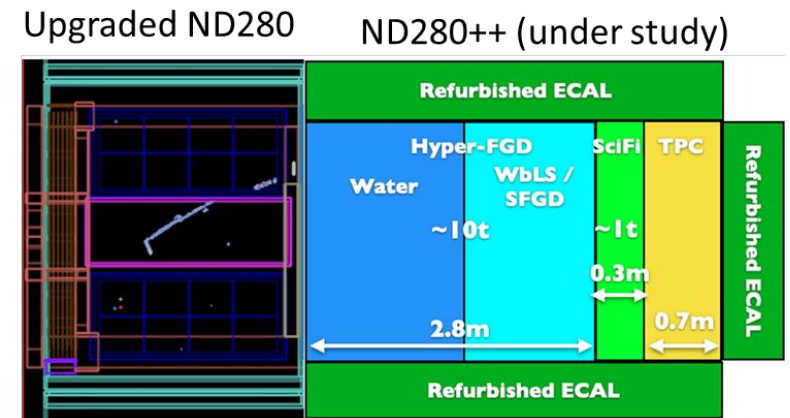 Upgraded ND280
ND280++ (under study)
Refurbished ECAL
Hyper-FGD
SciFi
TPC
Water
WbLS /
SFGD
~10t
~1t
0.3m
0.7m
2.8m
Refurbished ECAL
Refurbished ECAL